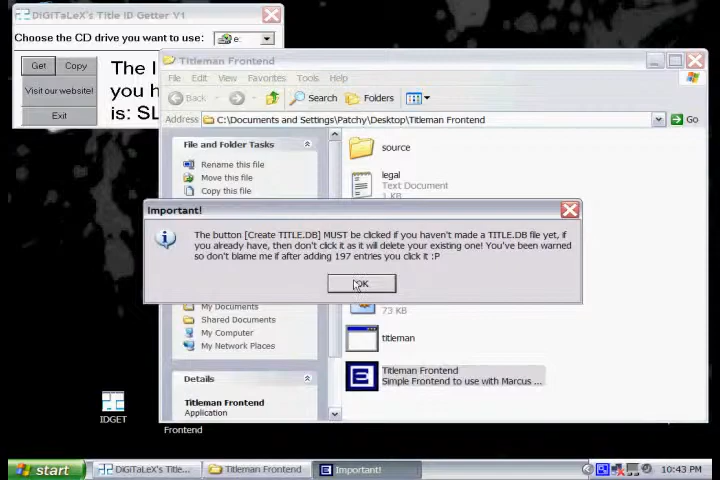 DIGiTaLeX's Title ID Getter V1
Choose the CD drive you want to use:
e:
Get
Copy
Visit our website!
Exit
The I
you h
is: SL
Titleman Frontend
File Edit View Favorites Tools Help
Back
Search
Folders
Address
C:\Documents and Settings\Patchy\Desktop\Titleman Frontend
Go
File and Folder Tasks
Rename this file
Move this file
Copy this file
source
legal
Text Document
1 KB
Important!
The button [Create TITLE.DB] MUST be clicked if you haven't made a TITLE.DB file yet, if
you already have, then don't click it as it will delete your existing one! You've been warned
so don't blame me if after adding 197 entries you click it :P
OK
My Documents
Shared Documents
My Computer
My Network Places
73 KB
titleman
Titleman Frontend
Simple Frontend to use with Marcus ...
Details
Titleman Frontend
Application
IDGET
Frontend
start
DIGiTaLeX's Title...
Titleman Frontend
Important!
10:43 PM